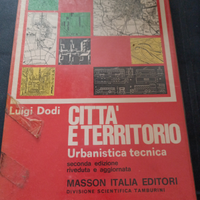 Luigi Dodi
CITTA'
E TERRITORIO
Urbanistica tecnica
seconda edizione
riveduta e aggiornata
MASSON ITALIA EDITORI
DIVISIONE SCIENTIFICA TAMBURINI